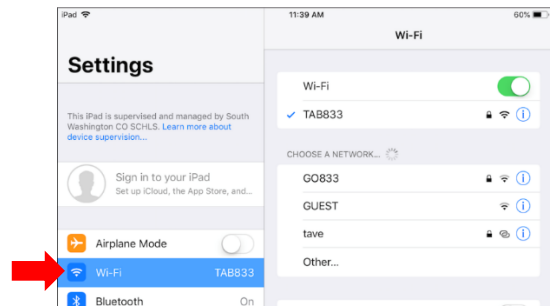 iPad 11:39 AM 60%
Wi-Fi
Settings
This iPad is supervised and managed by South
Washington CO SCHLS. Learn more about
device supervision...
Sign in to your iPad
Set up iCloud, the App Store, and...
Airplane Mode
Wi-Fi TAB833
Bluetooth On
Wi-Fi
TAB833
CHOOSE A NETWORK...
GO833
GUEST
tave
Other...